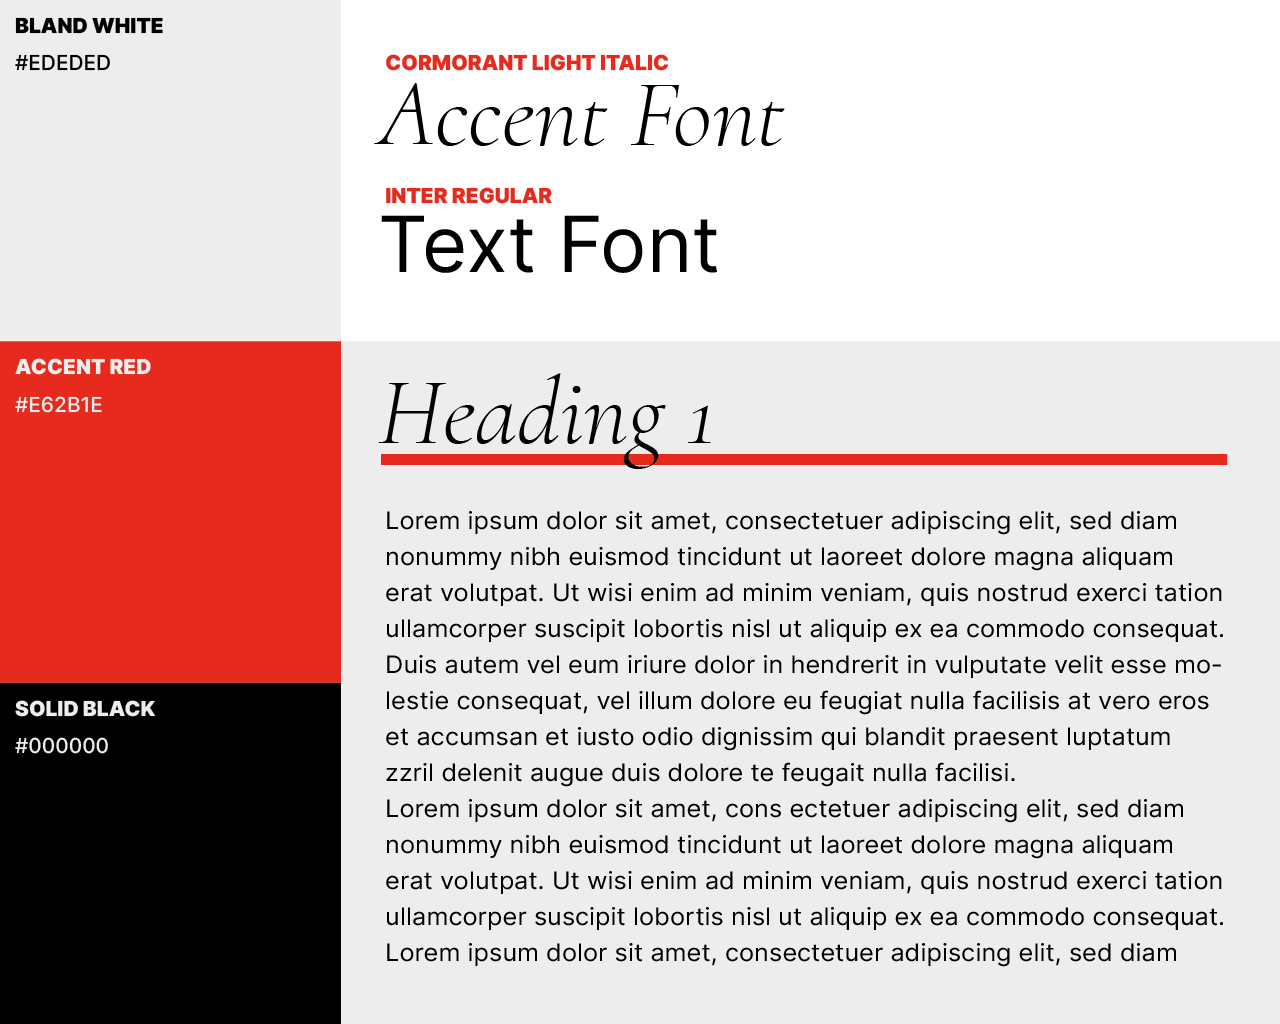 BLAND WHITE
#EDEDED
CORMORANT LIGHT ITALIC
Accent Font
INTER REGULAR
Text Font
ACCENT RED
#E62B1E
SOLID BLACK
#000000
Heading 1
Lorem ipsum dolor sit amet, consectetuer adipiscing elit, sed diam
nonummy nibh euismod tincidunt ut laoreet dolore magna aliquam
erat volutpat. Ut wisi enim ad minim veniam, quis nostrud exerci tation
ullamcorper suscipit lobortis nisl ut aliquip ex ea commodo consequat.
Duis autem vel eum iriure dolor in hendrerit in vulputate velit esse mo-
lestie consequat, vel illum dolore eu feugiat nulla facilisis at vero eros
et accumsan et iusto odio dignissim qui blandit praesent luptatum
zzril delenit augue duis dolore te feugait nulla facilisi.
Lorem ipsum dolor sit amet, cons ectetuer adipiscing elit, sed diam
nonummy nibh euismod tincidunt ut laoreet dolore magna aliquam
erat volutpat. Ut wisi enim ad minim veniam, quis nostrud exerci tation
ullamcorper suscipit lobortis nisl ut aliquip ex ea commodo consequat.
Lorem ipsum dolor sit amet, consectetuer adipiscing elit, sed diam